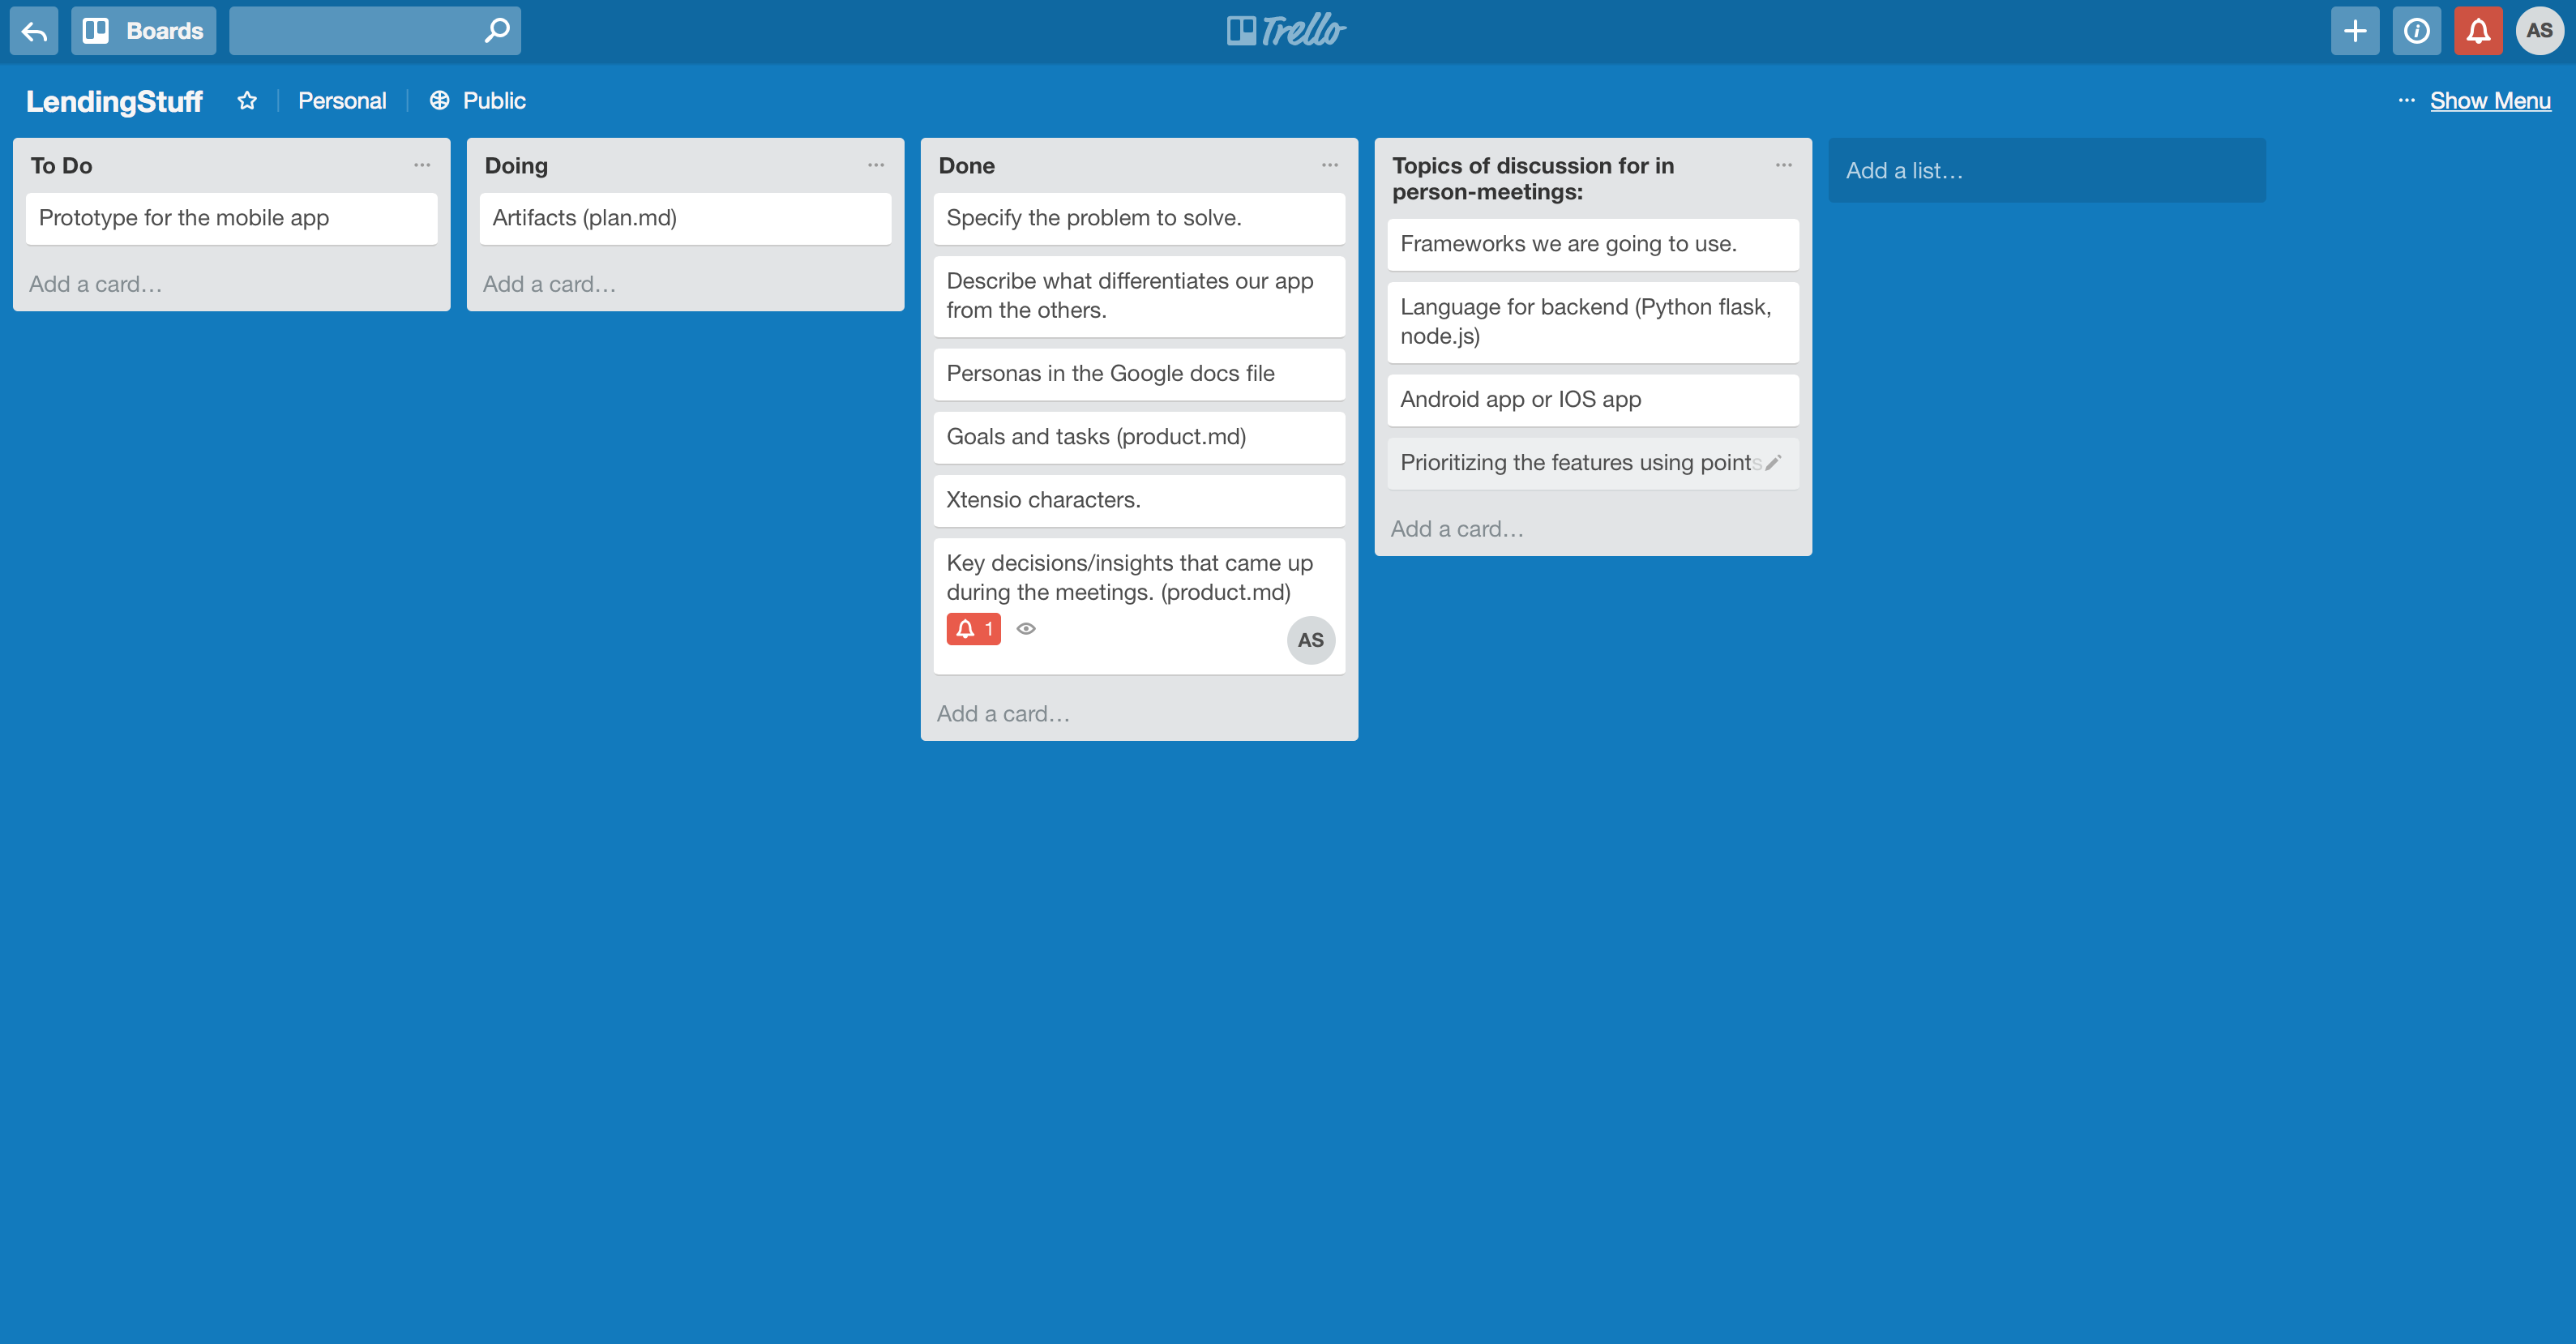 Boards
Trello
AS
LendingStuff
Personal
Public
... Show Menu
To Do ...
Prototype for the mobile app
Add a card...
Doing ...
Artifacts (plan.md)
Add a card...
Done ...
Specify the problem to solve.
Describe what differentiates our app
from the others.
Personas in the Google docs file
Goals and tasks (product.md)
Xtensio characters.
Key decisions/insights that came up
during the meetings. (product.md)
1
AS
Add a card...
Topics of discussion for in ...
person-meetings:
Frameworks we are going to use.
Language for backend (Python flask,
node.js)
Android app or IOS app
Prioritizing the features using points
Add a card...
Add a list...